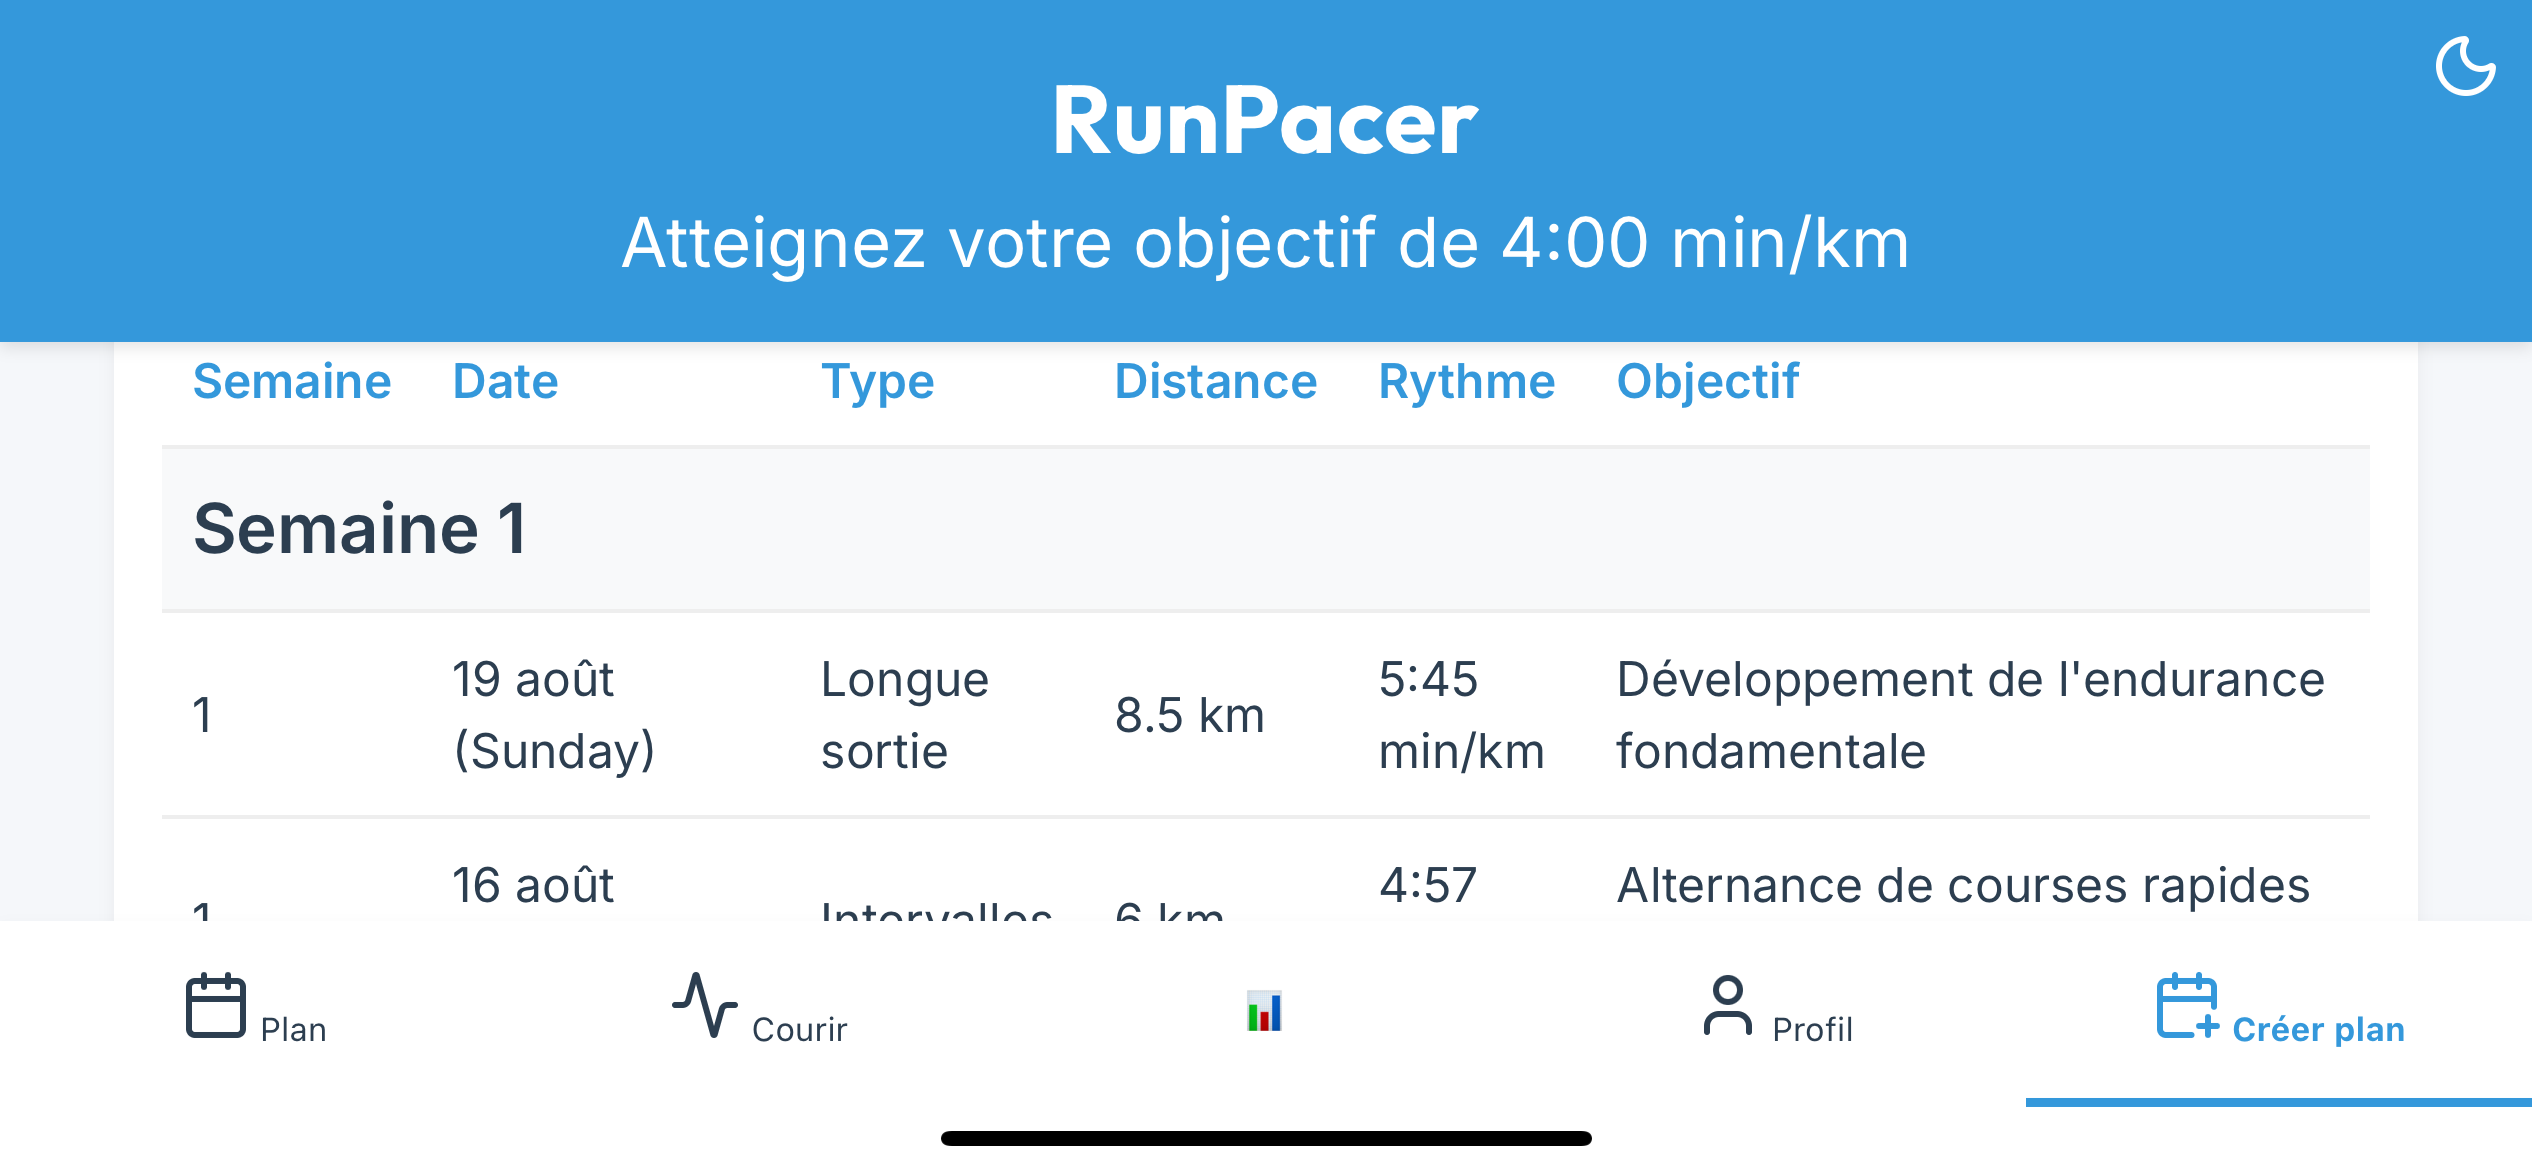 RunPacer
Atteignez votre objectif de 4:00 min/km
Semaine Date Type Distance Rythme Objectif
Semaine 1
1 19 août (Sunday) Longue sortie 8.5 km 5:45 min/km Développement de l'endurance fondamentale
1 16 août Intervalles 6 km 4:57 Alternance de courses rapides
Plan Courir Profil Créer plan